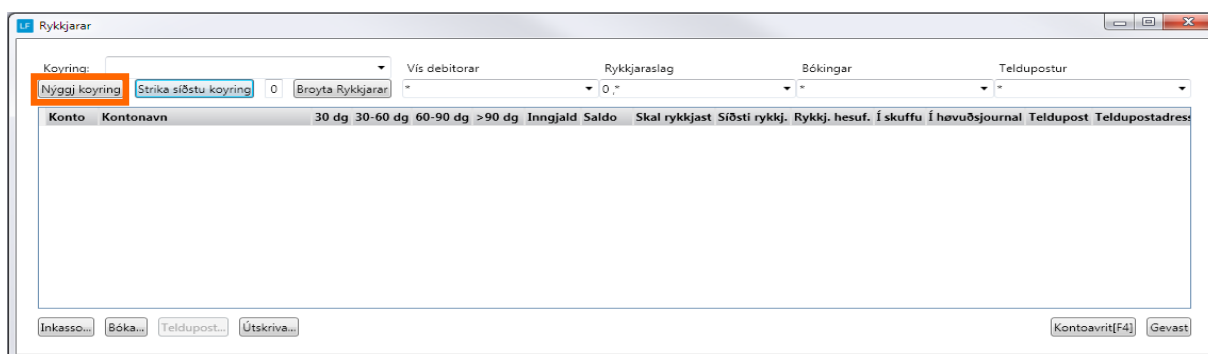 LF Rykkjarar
Koyring: Vís debitorar Rykkjaraslag Bókingar Teldupostur
Nýggj koyring Strika síðstu koyring 0 Broyta Rykkjarar * 0,* * *
Konto Kontonavn 30 dg 30-60 dg 60-90 dg >90 dg Inngjald Saldo Skal rykkjast Síðsti rykkj. Rykkj. hesuf. Í skuffu Í høvuðsjournal Teldupost Teldupostadress
Inkasso... Bóka... Teldupost... Útskriva... Kontoavrit[F4] Gevast